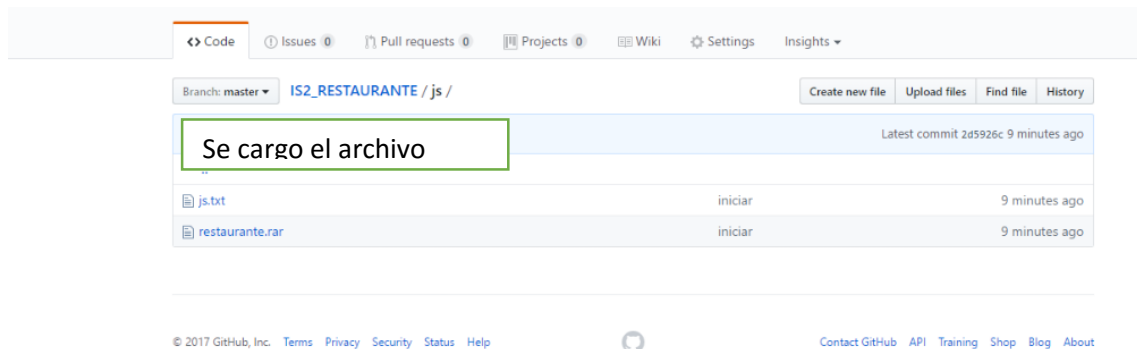 <> Code Issues 0 Pull requests 0 Projects 0 Wiki Settings Insights
Branch: master IS2_RESTAURANTE / js / Create new file Upload files Find file History
Se cargo el archivo Latest commit 2d5926c 9 minutes ago
..
js.txt iniciar 9 minutes ago
restaurante.rar iniciar 9 minutes ago
© 2017 GitHub, Inc. Terms Privacy Security Status Help Contact GitHub API Training Shop Blog About